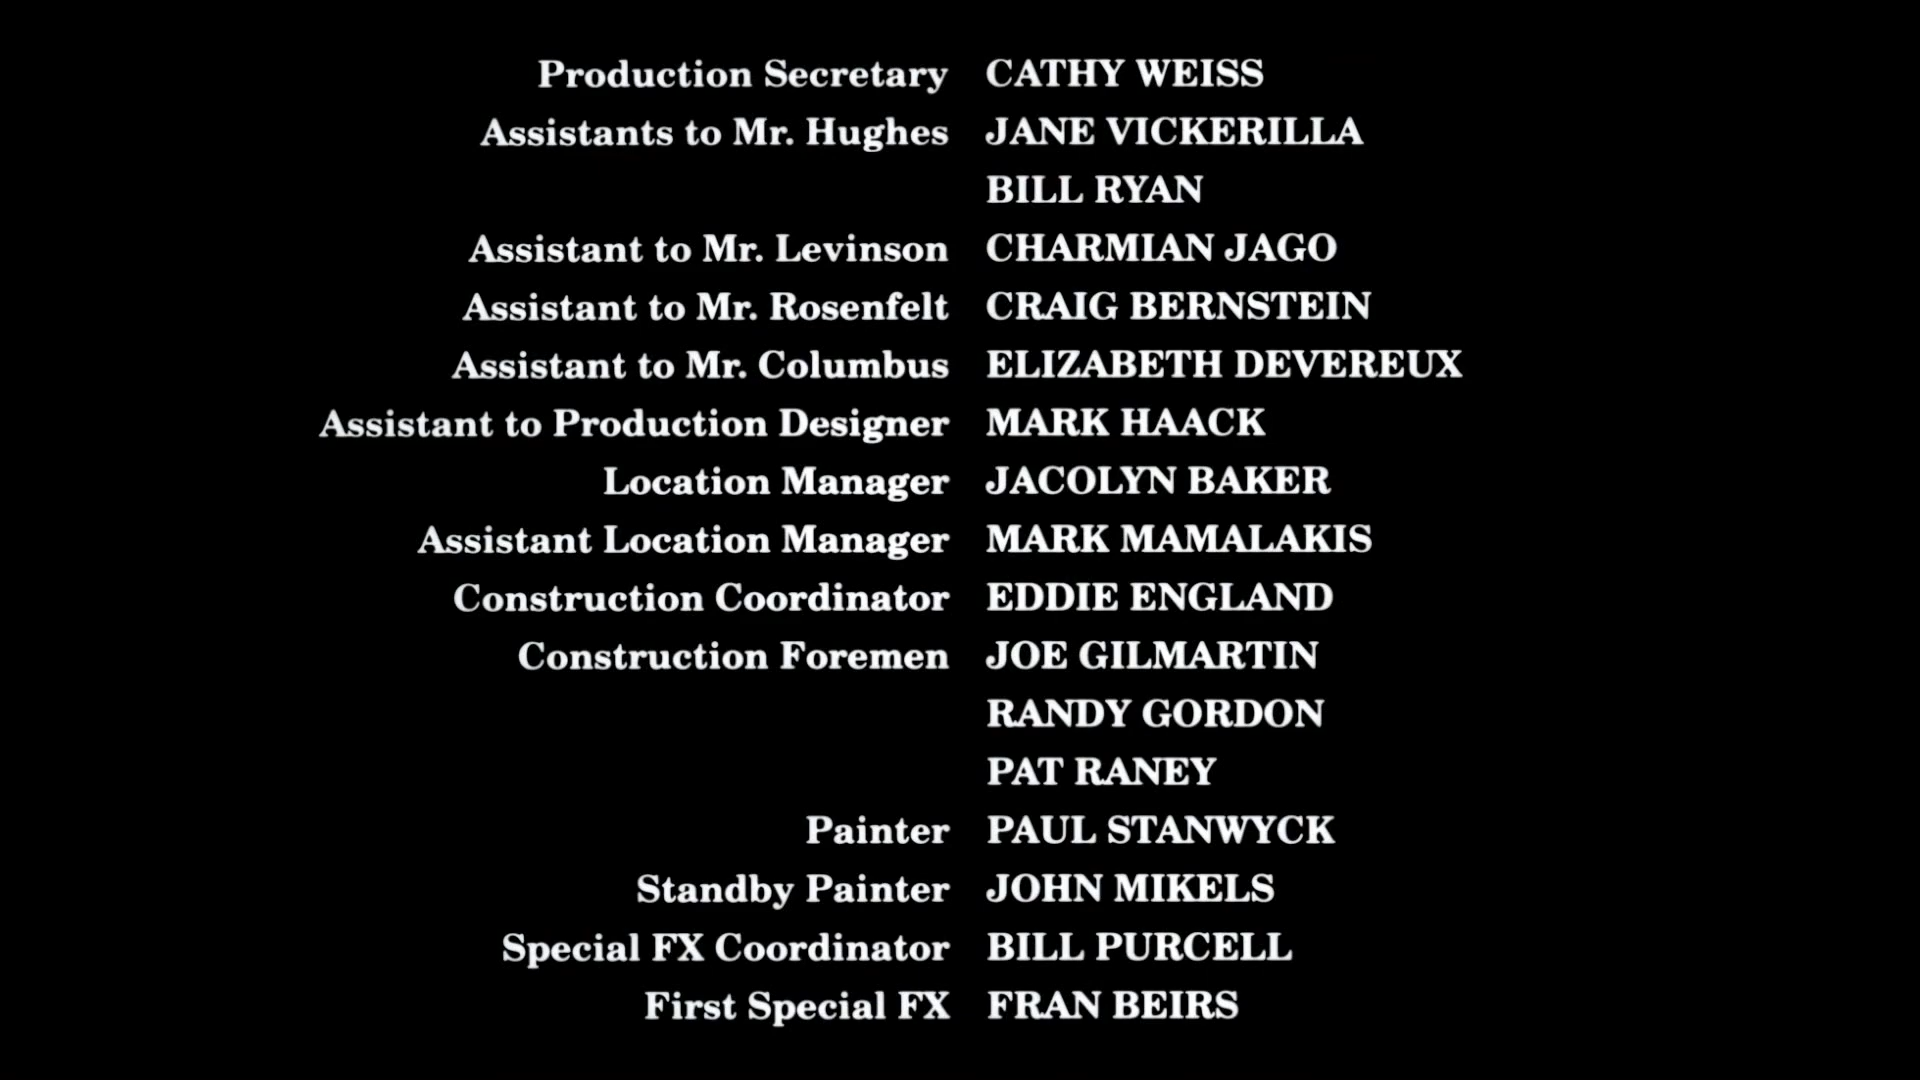 Production Secretary CATHY WEISS
Assistants to Mr. Hughes JANE VICKERILLA
BILL RYAN
Assistant to Mr. Levinson CHARMIAN JAGO
Assistant to Mr. Rosenfelt CRAIG BERNSTEIN
Assistant to Mr. Columbus ELIZABETH DEVEREUX
Assistant to Production Designer MARK HAACK
Location Manager JACOLYN BAKER
Assistant Location Manager MARK MAMALAKIS
Construction Coordinator EDDIE ENGLAND
Construction Foremen JOE GILMARTIN
RANDY GORDON
PAT RANEY
Painter PAUL STANWYCK
Standby Painter JOHN MIKELS
Special FX Coordinator BILL PURCELL
First Special FX FRAN BEIRS